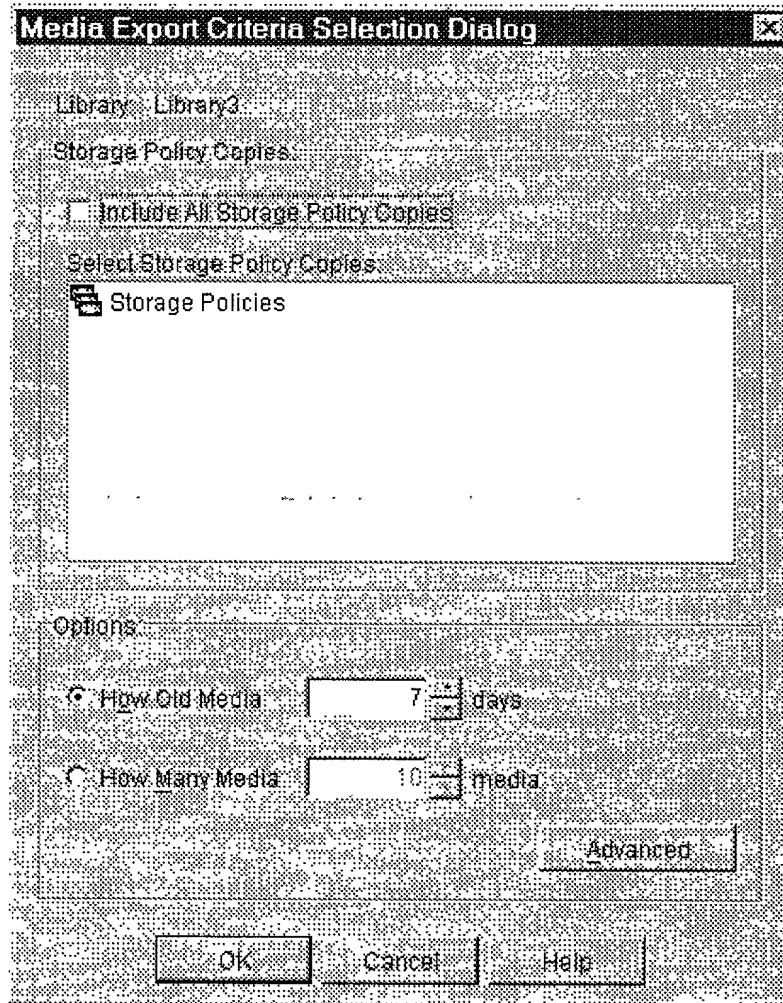 Media Export Criteria Selection Dialog
Library: Library3
Storage Policy Copies:
Include All Storage Policy Copies
Select Storage Policy Copies:
Storage Policies
Options:
How Old Media 7 days
How Many Media 10 media
Advanced
OK Cancel Help